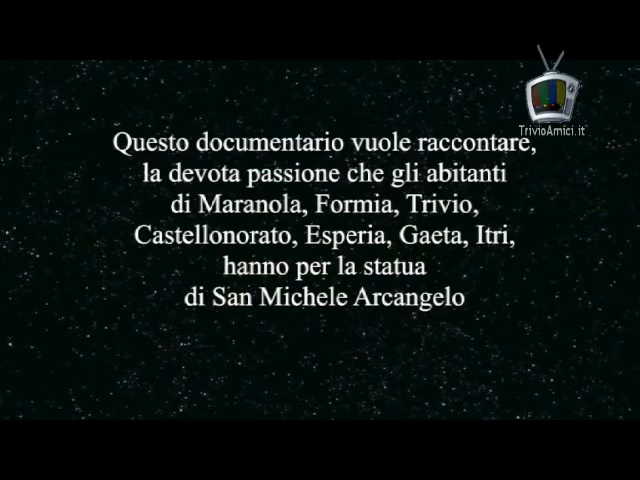 TrivioAmici.it
Questo documentario vuole raccontare,
la devota passione che gli abitanti
di Maranola, Formia, Trivio,
Castellonorato, Esperia, Gaeta, Itri,
hanno per la statua
di San Michele Arcangelo